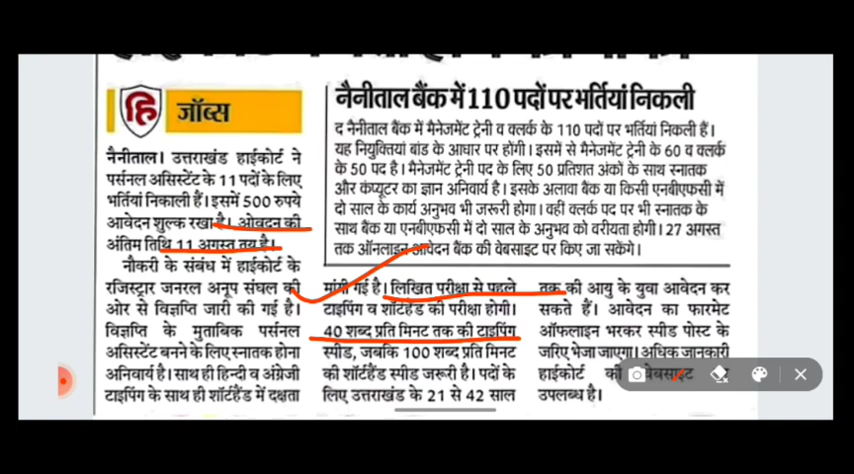 जॉब्स
नैनीताल। उत्तराखंड हाईकोर्ट ने
पर्सनल असिस्टेंट के 11 पदों के लिए
भर्तियां निकाली हैं। इसमें 500 रुपये
आवेदन शुल्क रखा है। आवेदन की
अंतिम तिथि 11 अगस्त तय है।
नौकरी के संबंध में हाईकोर्ट के
रजिस्ट्रार जनरल अनूप संघल की
ओर से विज्ञप्ति जारी की गई है।
विज्ञप्ति के मुताबिक पर्सनल
असिस्टेंट बनने के लिए स्नातक होना
अनिवार्य है। साथ ही हिन्दी व अंग्रेजी
टाइपिंग के साथ ही शॉर्टहैंड में दक्षता
मांगी गई है। लिखित परीक्षा से पहले
टाइपिंग व शॉर्टहैंड की परीक्षा होगी।
40 शब्द प्रति मिनट तक की टाइपिंग
स्पीड, जबकि 100 शब्द प्रति मिनट
की शॉर्टहैंड स्पीड जरूरी है। पदों के
लिए उत्तराखंड के 21 से 42 साल
तक की आयु के युवा आवेदन कर
सकते हैं। आवेदन का फारमेट
ऑफलाइन भरकर स्पीड पोस्ट के
जरिए भेजा जाएगा। अधिक जानकारी
हाईकोर्ट की वेबसाइट पर
उपलब्ध है।
नैनीताल बैंक में 110 पदों पर भर्तियां निकली
द नैनीताल बैंक में मैनेजमेंट ट्रेनी व क्लर्क के 110 पदों पर भर्तियां निकली हैं।
यह नियुक्तियां बांड के आधार पर होंगी। इसमें से मैनेजमेंट ट्रेनी के 60 व क्लर्क
के 50 पद है। मैनेजमेंट ट्रेनी पद के लिए 50 प्रतिशत अंकों के साथ स्नातक
और कंप्यूटर का ज्ञान अनिवार्य है। इसके अलावा बैंक या किसी एनबीएफसी में
दो साल के कार्य अनुभव भी जरूरी होगा। वहीं क्लर्क पद पर भी स्नातक के
साथ बैंक या एनबीएफसी में दो साल के अनुभव को वरीयता होगी। 27 अगस्त
तक ऑनलाइन आवेदन बैंक की वेबसाइट पर किए जा सकेंगे।